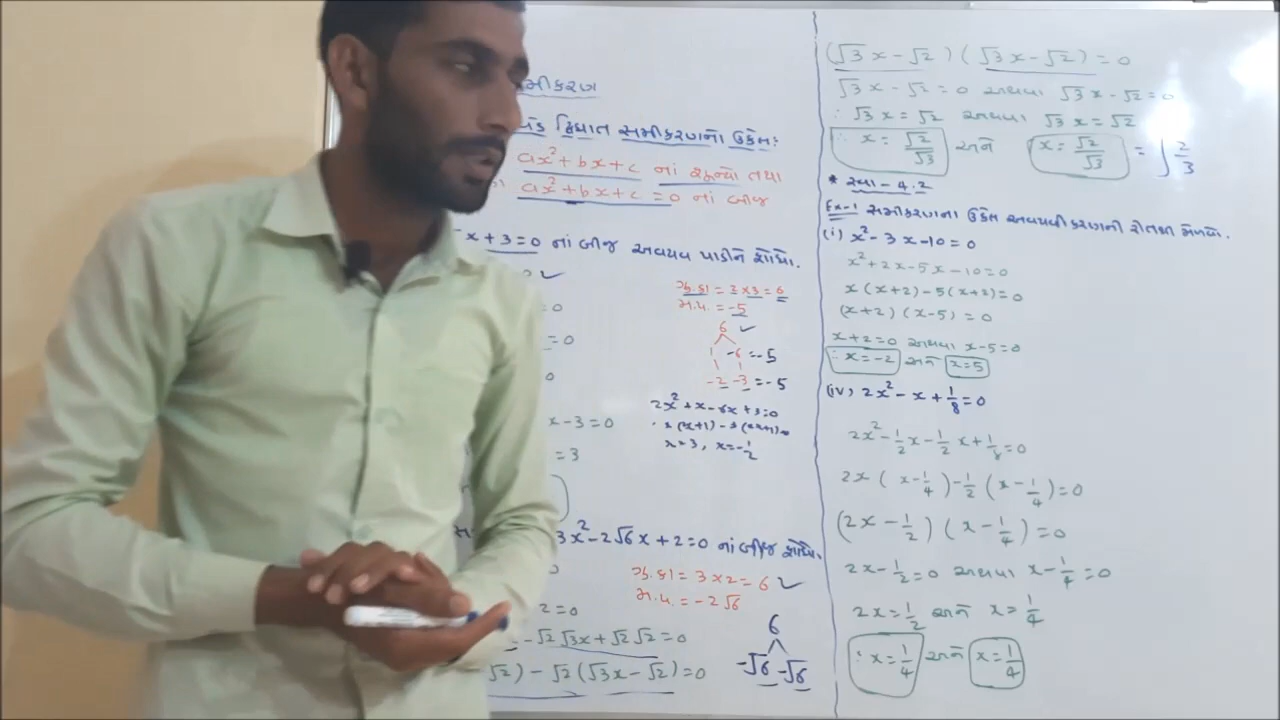 સમીકરણ
દ્વિઘાત સમીકરણનો ઉકેલ:
ax² + bx + c નાં શૂન્યો તથા
ax² + bx + c = 0 નાં બીજ
x + 3 = 0 નાં બીજ અવયવ પાડીને શોધો.
✓
= 0
= 0
0
x - 3 = 0
= 3
ગુ.કા = 2 × 3 = 6
મ.પ. = -5
6 ✓
1 -6 = -5
-2 -3 = -5
2x² + x - 6x + 3 = 0
x = 3, x = -1/2
3x² - 2√6x + 2 = 0 નાં બીજ શોધો.
0
2 = 0
- √2 √3x + √2 √2 = 0
√2) - √2 (√3x - √2) = 0
ગુ.કા = 3 × 2 = 6 ✓
મ.પ. = -2√6
6
-√6 -√6
(√3 x - √2) (√3 x - √2) = 0
√3 x - √2 = 0 અથવા √3 x - √2 = 0
∴ √3 x = √2 અથવા √3 x = √2
∴ x = √2/√3 અને x = √2/√3 = √2/3
* સ્વા - 4.2
Ex-1 સમીકરણના ઉકેલ અવયવીકરણની રીતથી મેળવો.
(i) x² - 3x - 10 = 0
x² + 2x - 5x - 10 = 0
x (x + 2) - 5 (x + 2) = 0
(x + 2) (x - 5) = 0
x + 2 = 0 અથવા x - 5 = 0
∴ x = -2 અને x = 5
(iv) 2x² - x + 1/8 = 0
2x² - 1/2 x - 1/2 x + 1/8 = 0
2x (x - 1/4) - 1/2 (x - 1/4) = 0
(2x - 1/2) (x - 1/4) = 0
2x - 1/2 = 0 અથવા x - 1/4 = 0
2x = 1/2 અને x = 1/4
∴ x = 1/4 અને x = 1/4